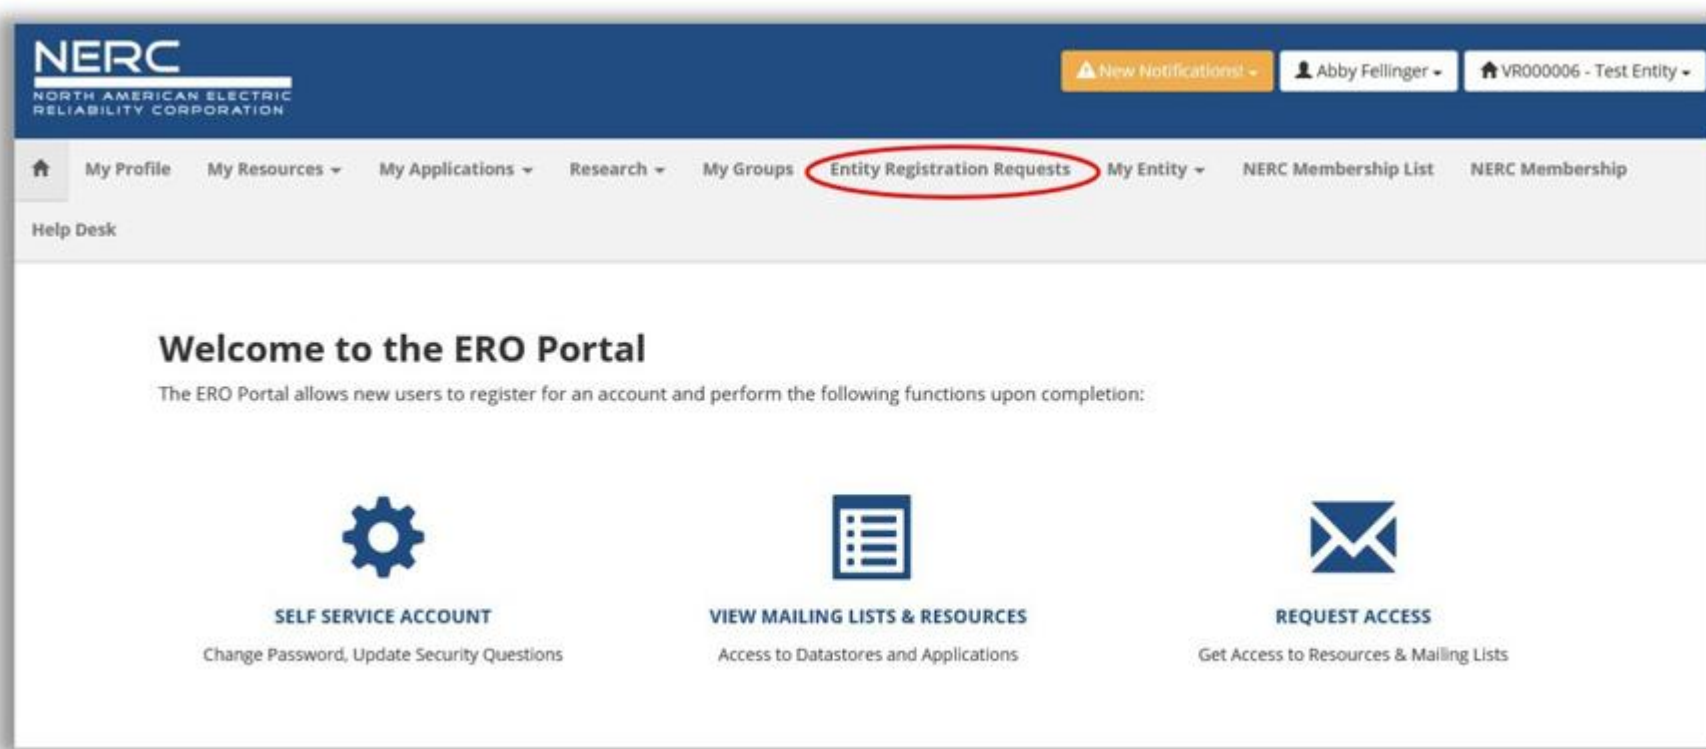 NERC
NORTH AMERICAN ELECTRIC
RELIABILITY CORPORATION
New Notifications! Abby Fellinger VR000006 - Test Entity
My Profile My Resources My Applications Research My Groups Entity Registration Requests My Entity NERC Membership List NERC Membership
Help Desk
Welcome to the ERO Portal
The ERO Portal allows new users to register for an account and perform the following functions upon completion:
SELF SERVICE ACCOUNT VIEW MAILING LISTS & RESOURCES REQUEST ACCESS
Change Password, Update Security Questions Access to Datastores and Applications Get Access to Resources & Mailing Lists